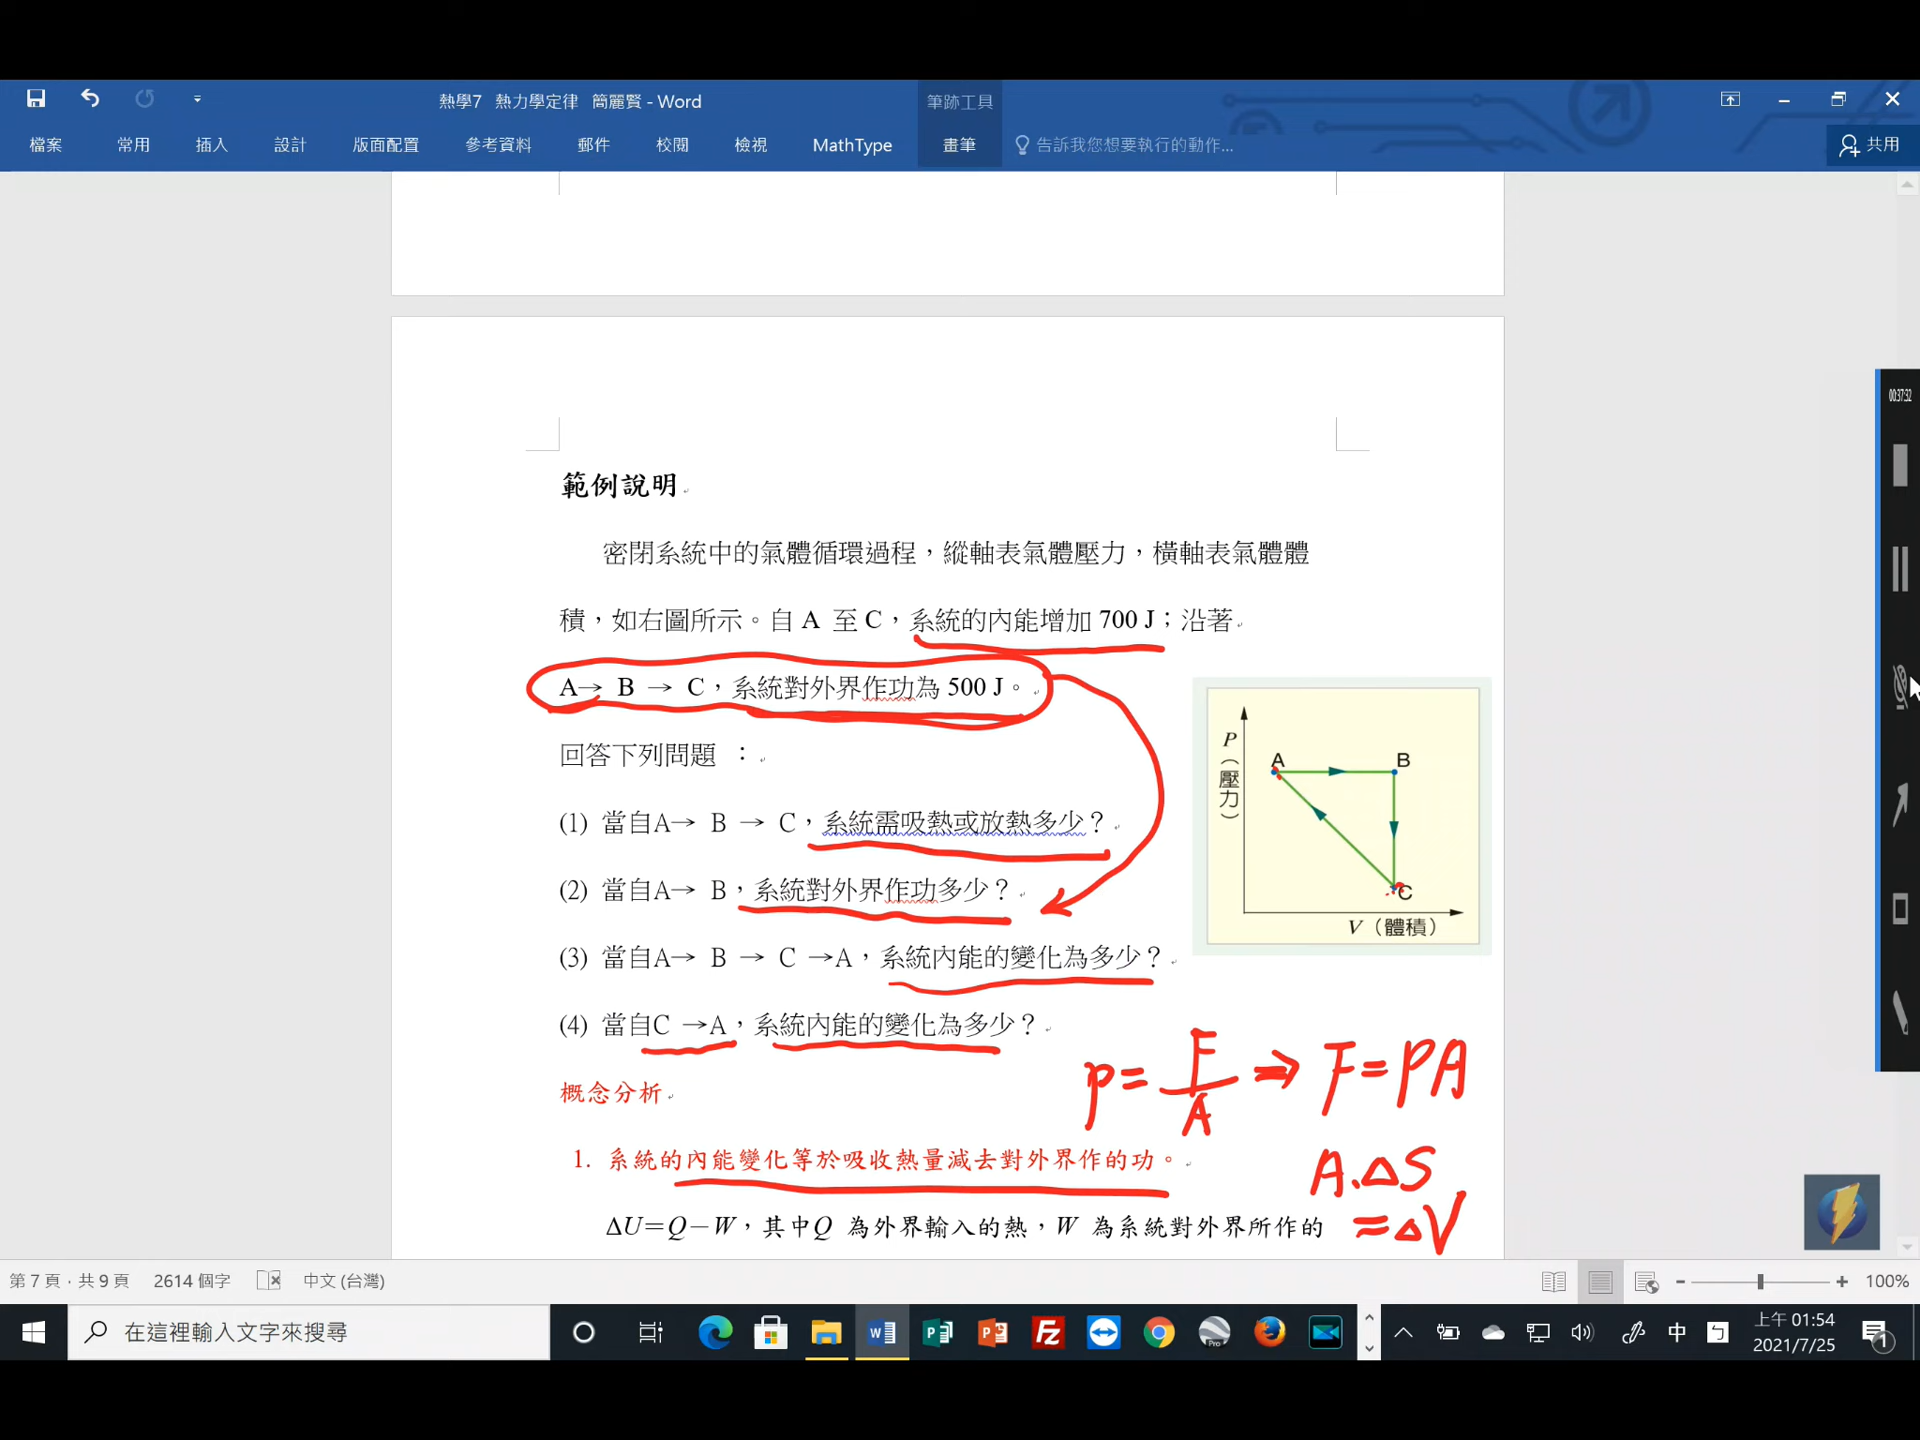 熱學7 熱力學定律 簡麗賢 - Word
筆跡工具
檔案 常用 插入 設計 版面配置 參考資料 郵件 校閱 檢視 MathType 畫筆 告訴我您想要執行的動作... 共用
00:37:32
範例說明
密閉系統中的氣體循環過程，縱軸表氣體壓力，橫軸表氣體體
積，如右圖所示。自 A 至 C，系統的內能增加 700 J；沿著
A→ B → C，系統對外界作功為 500 J。
回答下列問題 ：
(1) 當自A→ B → C，系統需吸熱或放熱多少？
(2) 當自A→ B，系統對外界作功多少？
(3) 當自A→ B → C →A，系統內能的變化為多少？
(4) 當自C →A，系統內能的變化為多少？
P（壓力）
A
B
C
V（體積）
概念分析
P=F/A ⇒ F=PA
A.ΔS
=ΔV
1. 系統的內能變化等於吸收熱量減去對外界作的功。
ΔU＝Q－W，其中Q 為外界輸入的熱，W 為系統對外界所作的
第 7 頁，共 9 頁 2614 個字 中文 (台灣) 100%
在這裡輸入文字來搜尋
中
上午 01:54
2021/7/25
1